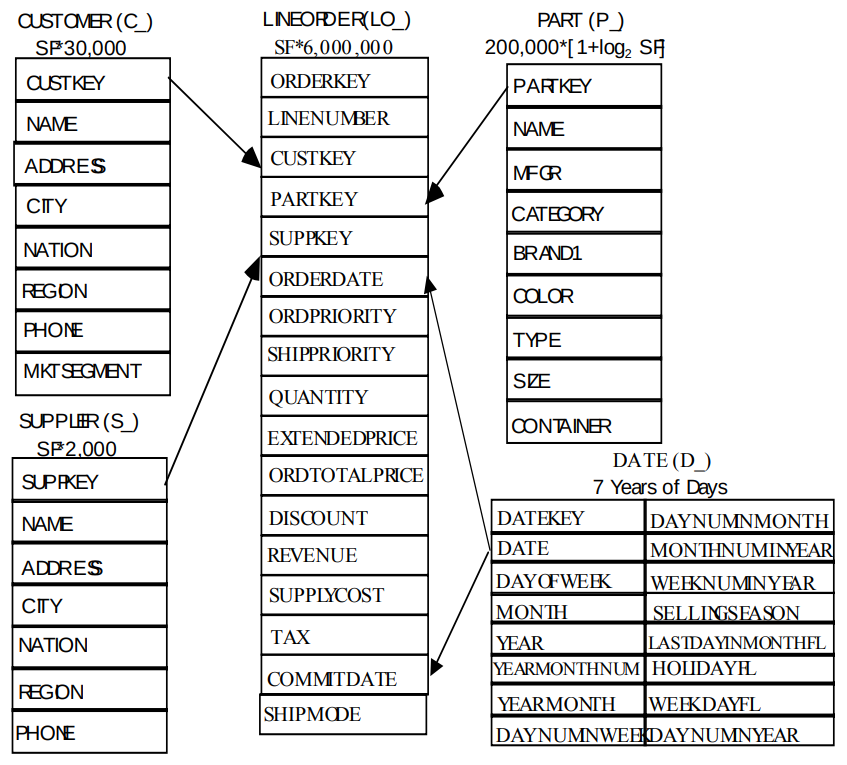 CUSTOMER (C_)
SF*30,000
CUSTKEY
NAME
ADDRESS
CITY
NATION
REGION
PHONE
MKTSEGMENT
SUPPLIER (S_)
SF*2,000
SUPPKEY
NAME
ADDRESS
CITY
NATION
REGION
PHONE
LINEORDER(LO_)
SF*6,000,000
ORDERKEY
LINENUMBER
CUSTKEY
PARTKEY
SUPPKEY
ORDERDATE
ORDPRIORITY
SHIPPRIORITY
QUANTITY
EXTENDEDPRICE
ORDTOTALPRICE
DISCOUNT
REVENUE
SUPPLYCOST
TAX
COMMITDATE
SHIPMODE
PART (P_)
200,000*[1+log₂ SF]
PARTKEY
NAME
MFGR
CATEGORY
BRAND1
COLOR
TYPE
SIZE
CONTAINER
DATE (D_)
7 Years of Days
DATEKEY DAYNUMINMONTH
DATE MONTHNUMINYEAR
DAYOFWEEK WEEKNUMINYEAR
MONTH SELLINGSEASON
YEAR LASTDAYINMONTHFL
YEARMONTHNUM HOLIDAYFL
YEARMONTH WEEKDAYFL
DAYNUMINWEEK DAYNUMINYEAR